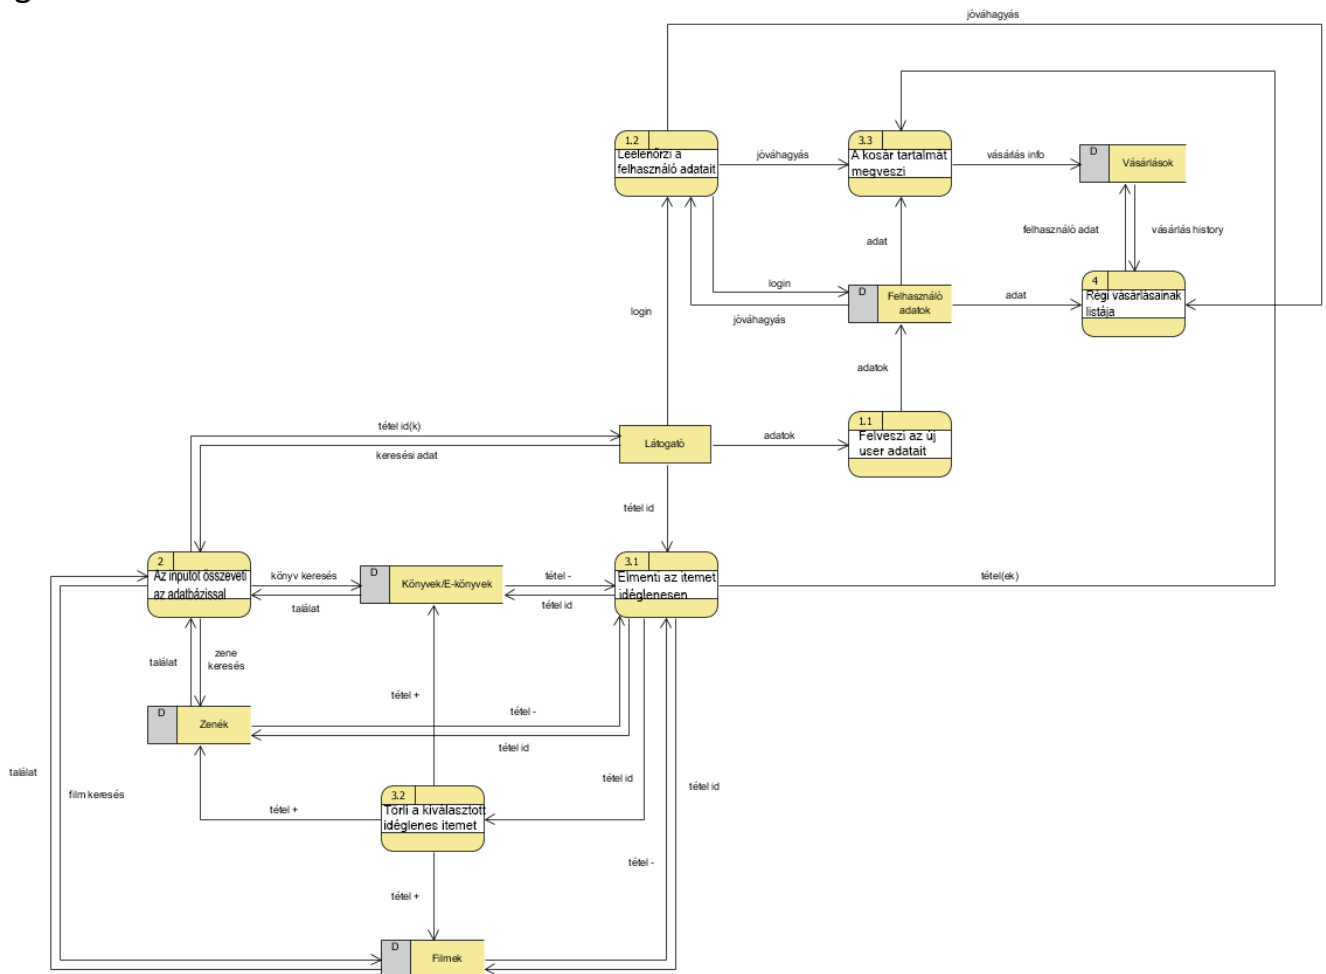 jóváhagyás
1.2
Leelenőrzi a
felhasználó adatait
jóváhagyás
3.3
A kosár tartalmát
megveszi
vásárlás info
D
Vásárlások
adat
felhasználó adat
vásárlás history
login
login
jóváhagyás
D
Felhasználó
adatok
adat
4
Régi vásárlásainak
listája
adatok
tétel id(k)
keresési adat
Látogató
adatok
1.1
Felveszi az új
user adatait
tétel id
2
Az inputot összeveti
az adatbázissal
könyv keresés
találat
D
Könyvek/E-könyvek
tétel -
tétel id
3.1
Elmenti az itemet
idéglenesen
tétel(ek)
találat
zene
keresés
tétel +
D
Zenék
tétel -
tétel id
találat
film keresés
tétel id
tétel id
tétel +
3.2
Törli a kiválasztott
idéglenes itemet
tétel -
tétel +
D
Filmek